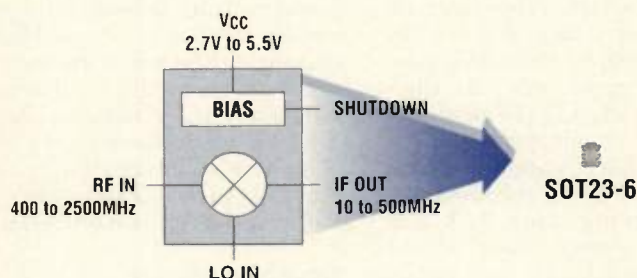 VCC
2.7V to 5.5V
BIAS
SHUTDOWN
RF IN
400 to 2500MHz
IF OUT
10 to 500MHz
LO IN
SOT23-6